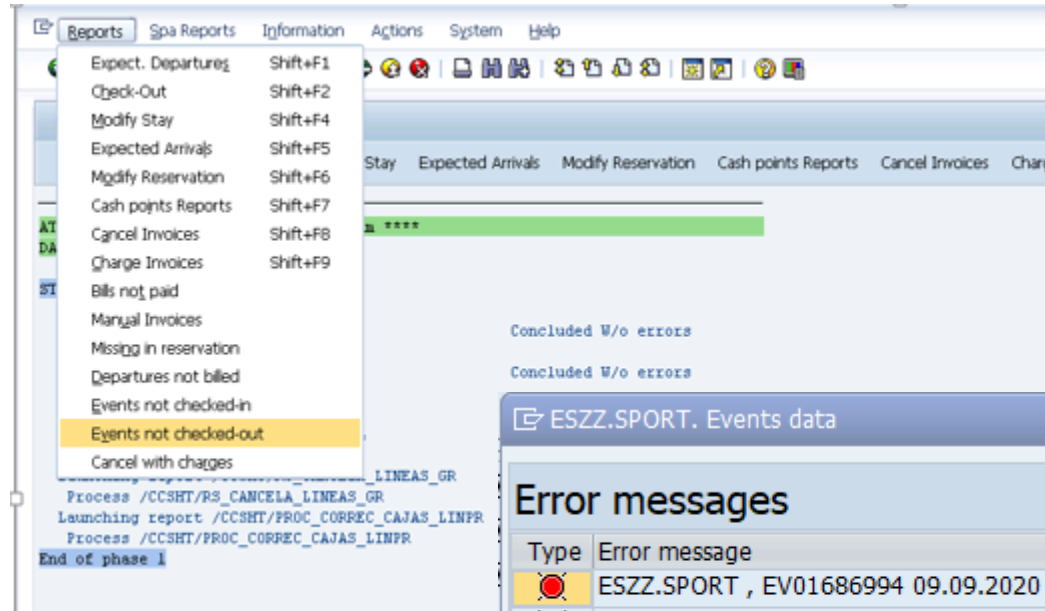 Reports Spa Reports Information Actions System Help
Expect. Departures Shift+F1
Check-Out Shift+F2
Modify Stay Shift+F4
Expected Arrivals Shift+F5
Modify Reservation Shift+F6
Cash points Reports Shift+F7
Cancel Invoices Shift+F8
Charge Invoices Shift+F9
Bills not paid
Manual Invoices
Missing in reservation
Departures not billed
Events not checked-in
Events not checked-out
Cancel with charges
Stay Expected Arrivals Modify Reservation Cash points Reports Cancel Invoices Char
AT n ****
DA
ST
Concluded W/o errors
Concluded W/o errors
LINEAS_GR
Process /CCSHT/RS_CANCELA_LINEAS_GR
Launching report /CCSHT/PROC_CORREC_CAJAS_LINPR
Process /CCSHT/PROC_CORREC_CAJAS_LINPR
End of phase 1
ESZZ.SPORT. Events data
Error messages
Type Error message
ESZZ.SPORT , EV01686994 09.09.2020